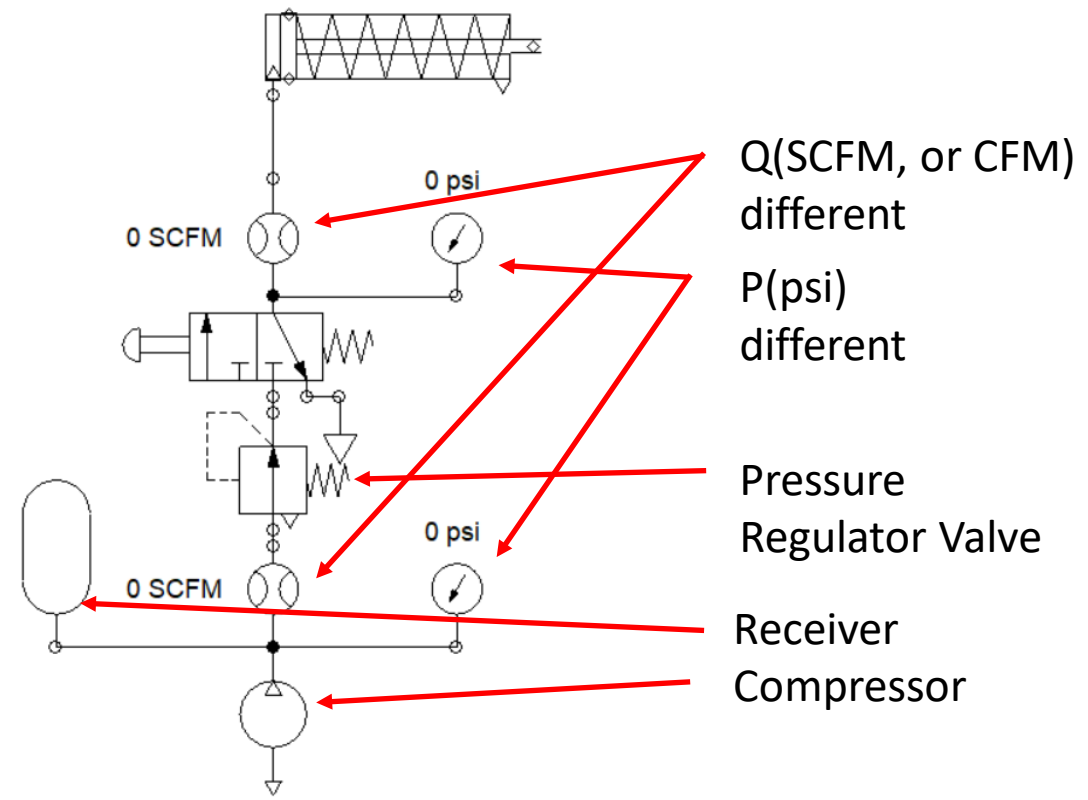 0 psi
0 SCFM
Q(SCFM, or CFM)
different
P(psi)
different
Pressure
Regulator Valve
0 psi
0 SCFM
Receiver
Compressor